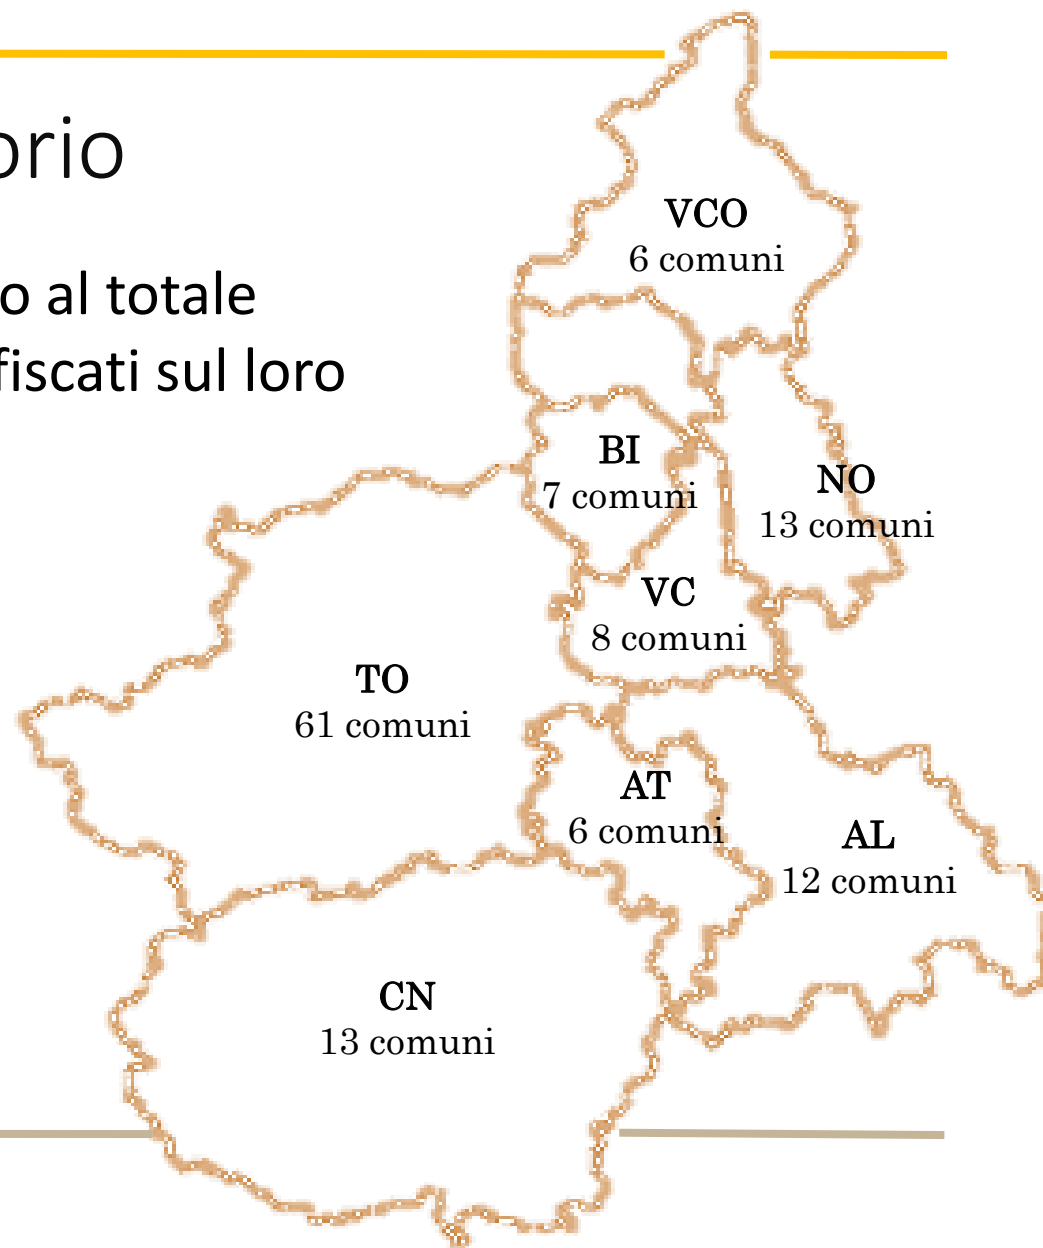 orio
o al totale
fiscati sul loro
VCO
6 comuni
BI
7 comuni
NO
13 comuni
VC
8 comuni
TO
61 comuni
AT
6 comuni
AL
12 comuni
CN
13 comuni